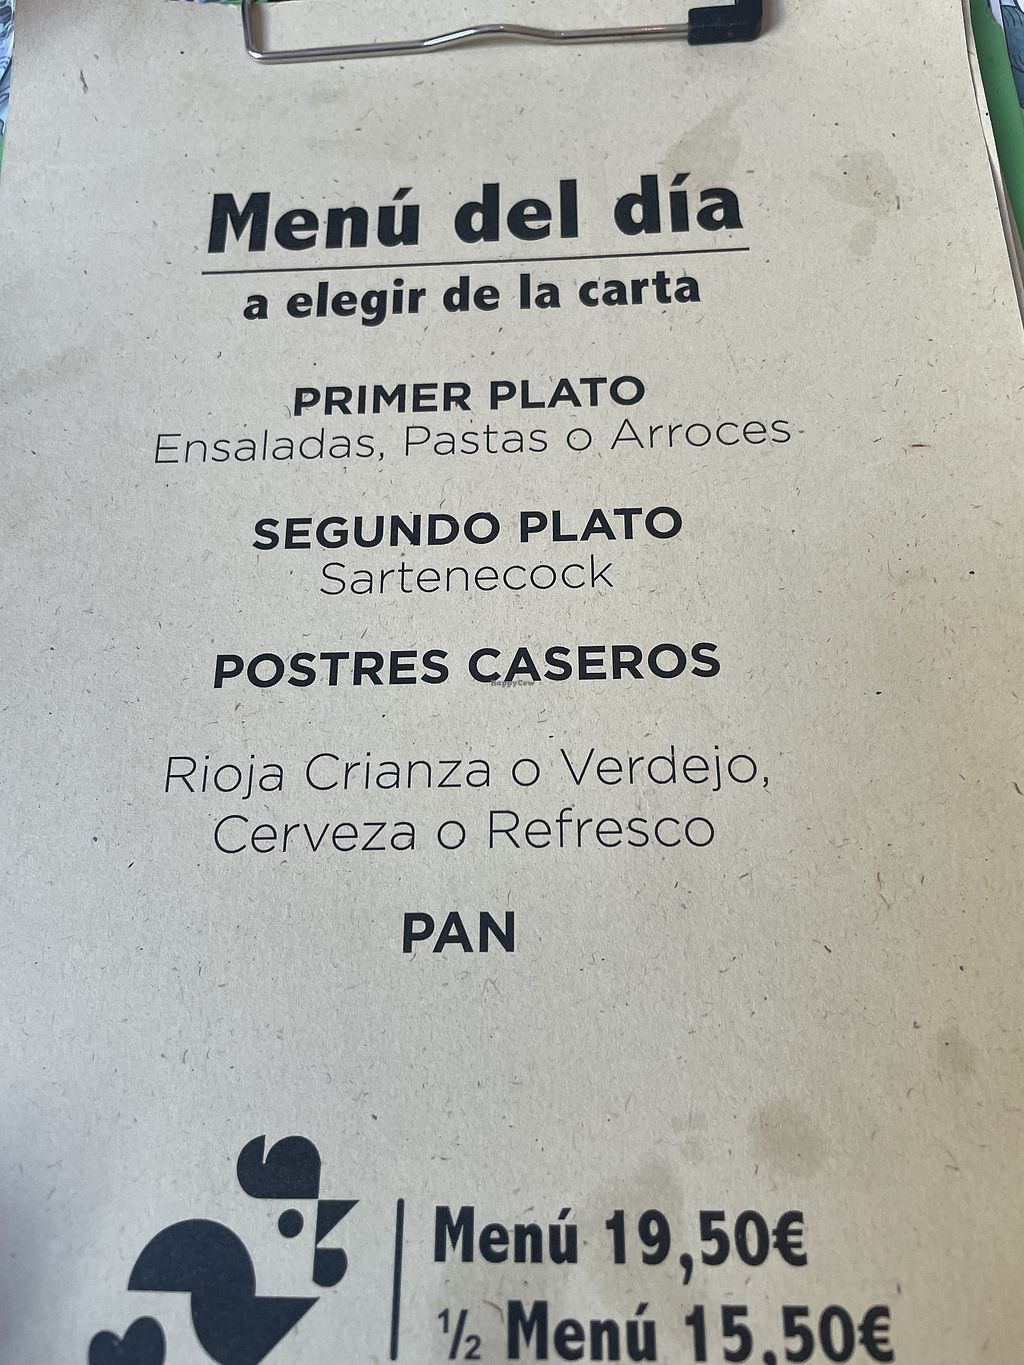 Menú del día
a elegir de la carta
PRIMER PLATO
Ensaladas, Pastas o Arroces
SEGUNDO PLATO
Sartenecock
POSTRES CASEROS
HappyCow
Rioja Crianza o Verdejo,
Cerveza o Refresco
PAN
Menú 19,50€
½ Menú 15,50€